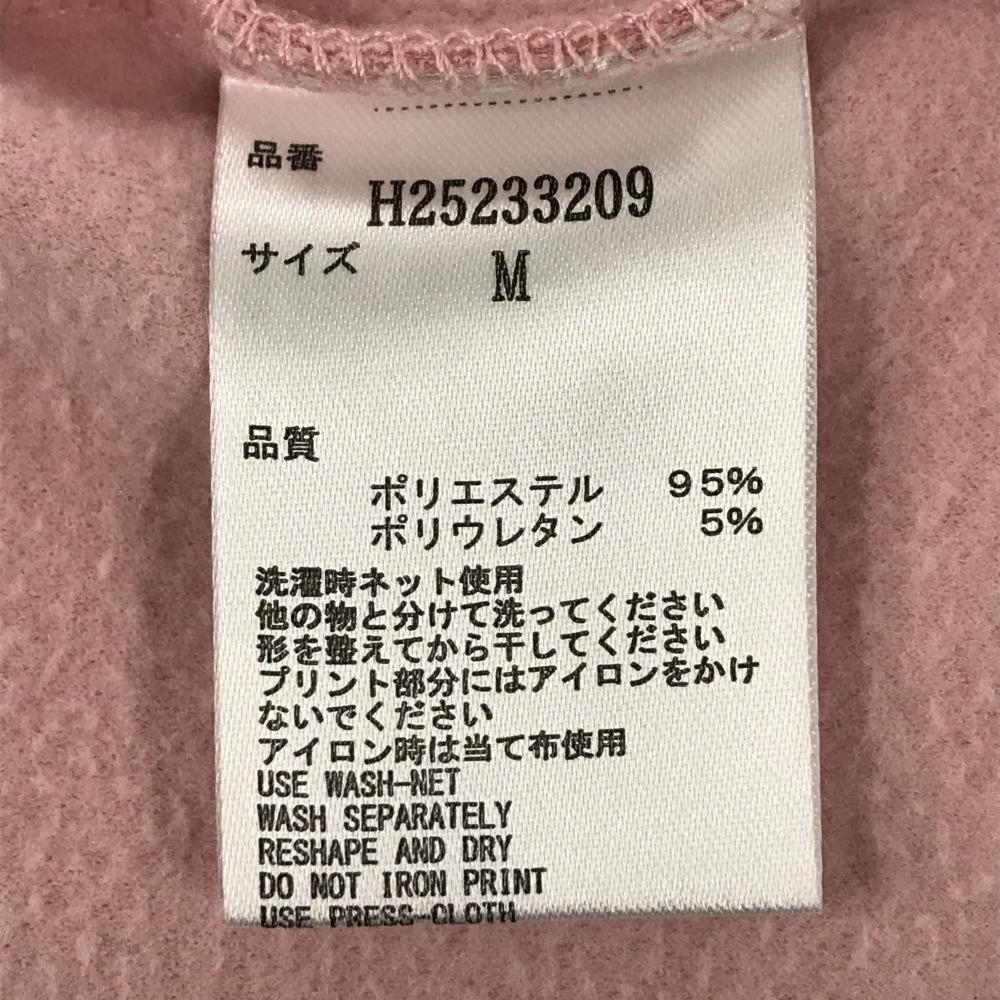 品番
H25233209
サイズ M
品質
ポリエステル 95%
ポリウレタン 5%
洗濯時ネット使用
他の物と分けて洗ってください
形を整えてから干してください
プリント部分にはアイロンをかけ
ないでください
アイロン時は当て布使用
USE WASH-NET
WASH SEPARATELY
RESHAPE AND DRY
DO NOT IRON PRINT
USE PRESS-CLOTH